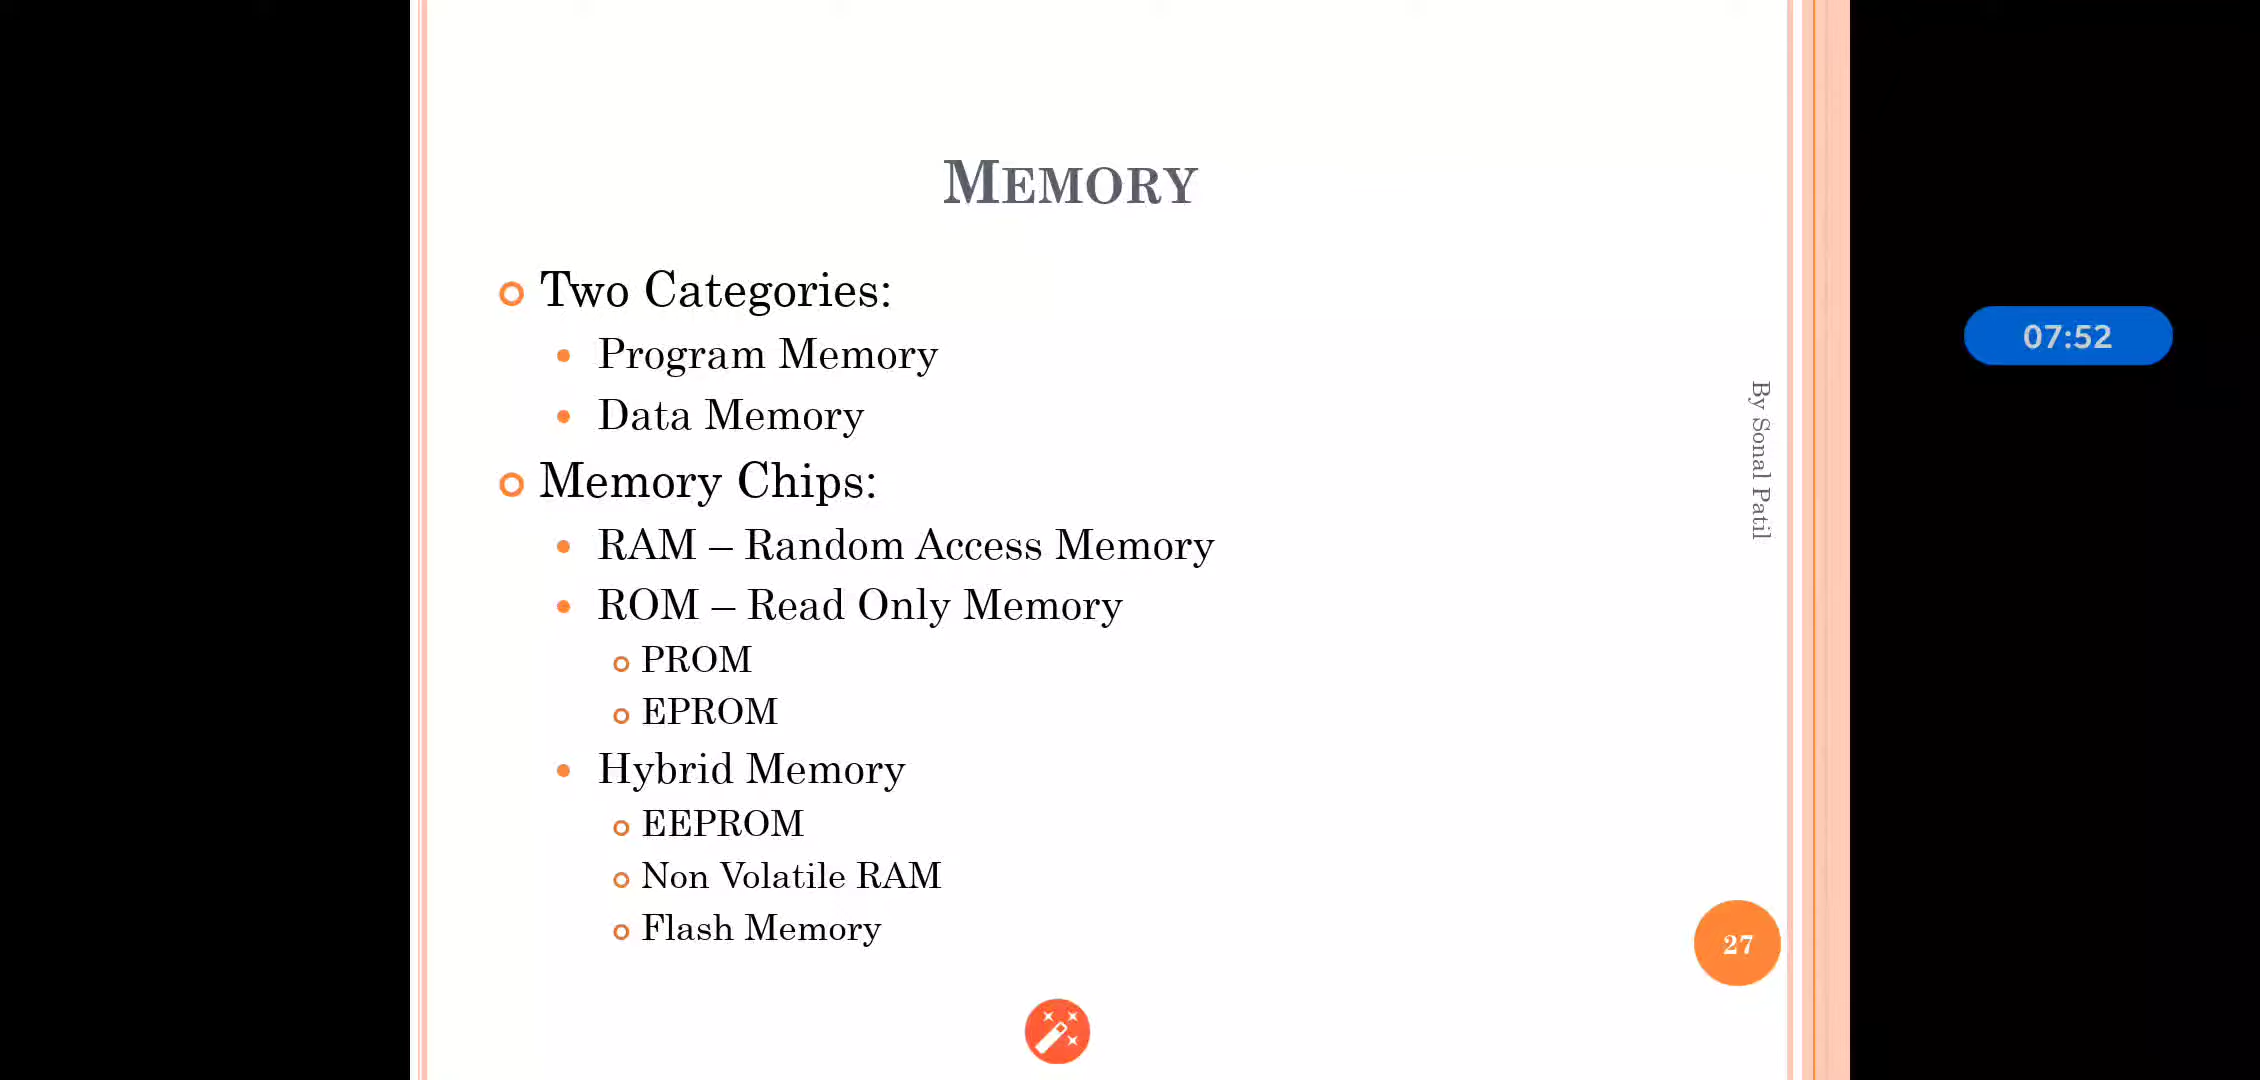 MEMORY
Two Categories:
Program Memory
Data Memory
Memory Chips:
RAM – Random Access Memory
ROM – Read Only Memory
PROM
EPROM
Hybrid Memory
EEPROM
Non Volatile RAM
Flash Memory
By Sonal Patil
27
07:52